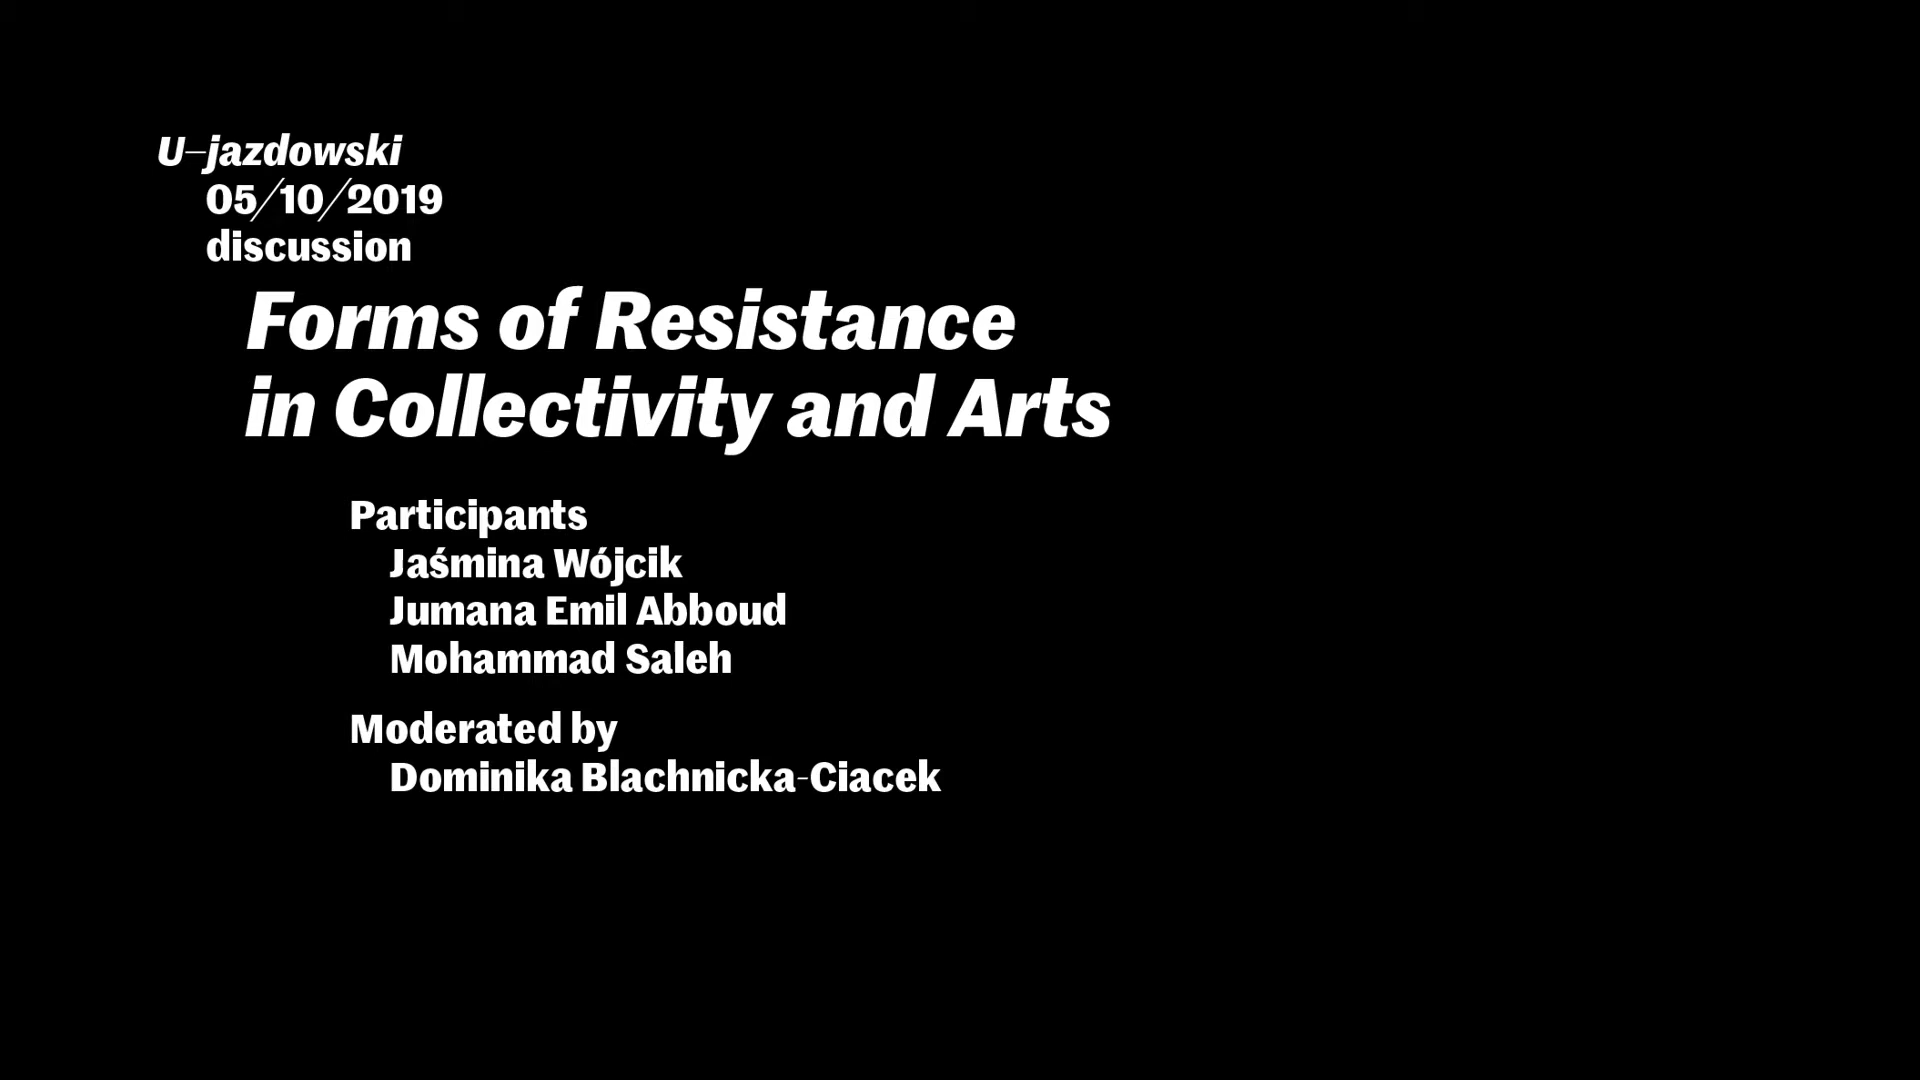 U–jazdowski
05/10/2019
discussion
Forms of Resistance
in Collectivity and Arts
Participants
Jaśmina Wójcik
Jumana Emil Abboud
Mohammad Saleh
Moderated by
Dominika Blachnicka-Ciacek